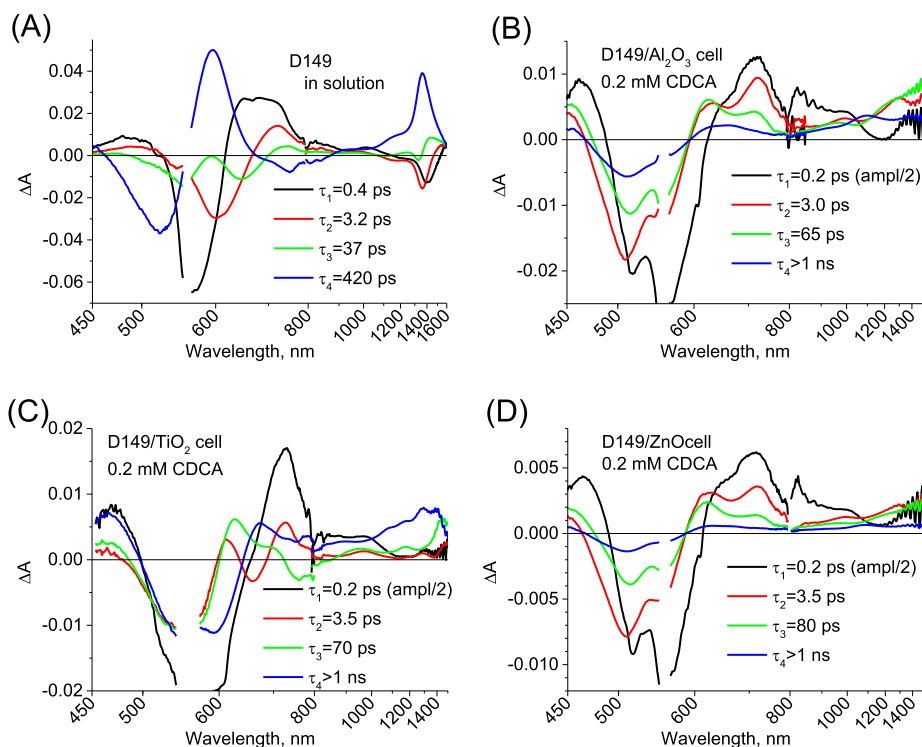 (A)
D149
in solution
0.04
0.02
0.00
-0.02
-0.04
-0.06
ΔA
τ1=0.4 ps
τ2=3.2 ps
τ3=37 ps
τ4=420 ps
450 500 600 800 1000 1200 1400 1600
Wavelength, nm
(B)
D149/Al2O3 cell
0.2 mM CDCA
0.01
0.00
-0.01
-0.02
ΔA
τ1=0.2 ps (ampl/2)
τ2=3.0 ps
τ3=65 ps
τ4>1 ns
450 500 600 800 1000 1200 1400
Wavelength, nm
(C)
D149/TiO2 cell
0.2 mM CDCA
0.02
0.01
0.00
-0.01
-0.02
ΔA
τ1=0.2 ps (ampl/2)
τ2=3.5 ps
τ3=70 ps
τ4>1 ns
450 500 600 800 1000 1200 1400
Wavelength, nm
(D)
D149/ZnOcell
0.2 mM CDCA
0.005
0.000
-0.005
-0.010
ΔA
τ1=0.2 ps (ampl/2)
τ2=3.5 ps
τ3=80 ps
τ4>1 ns
450 500 600 800 1000 1200 1400
Wavelength, nm